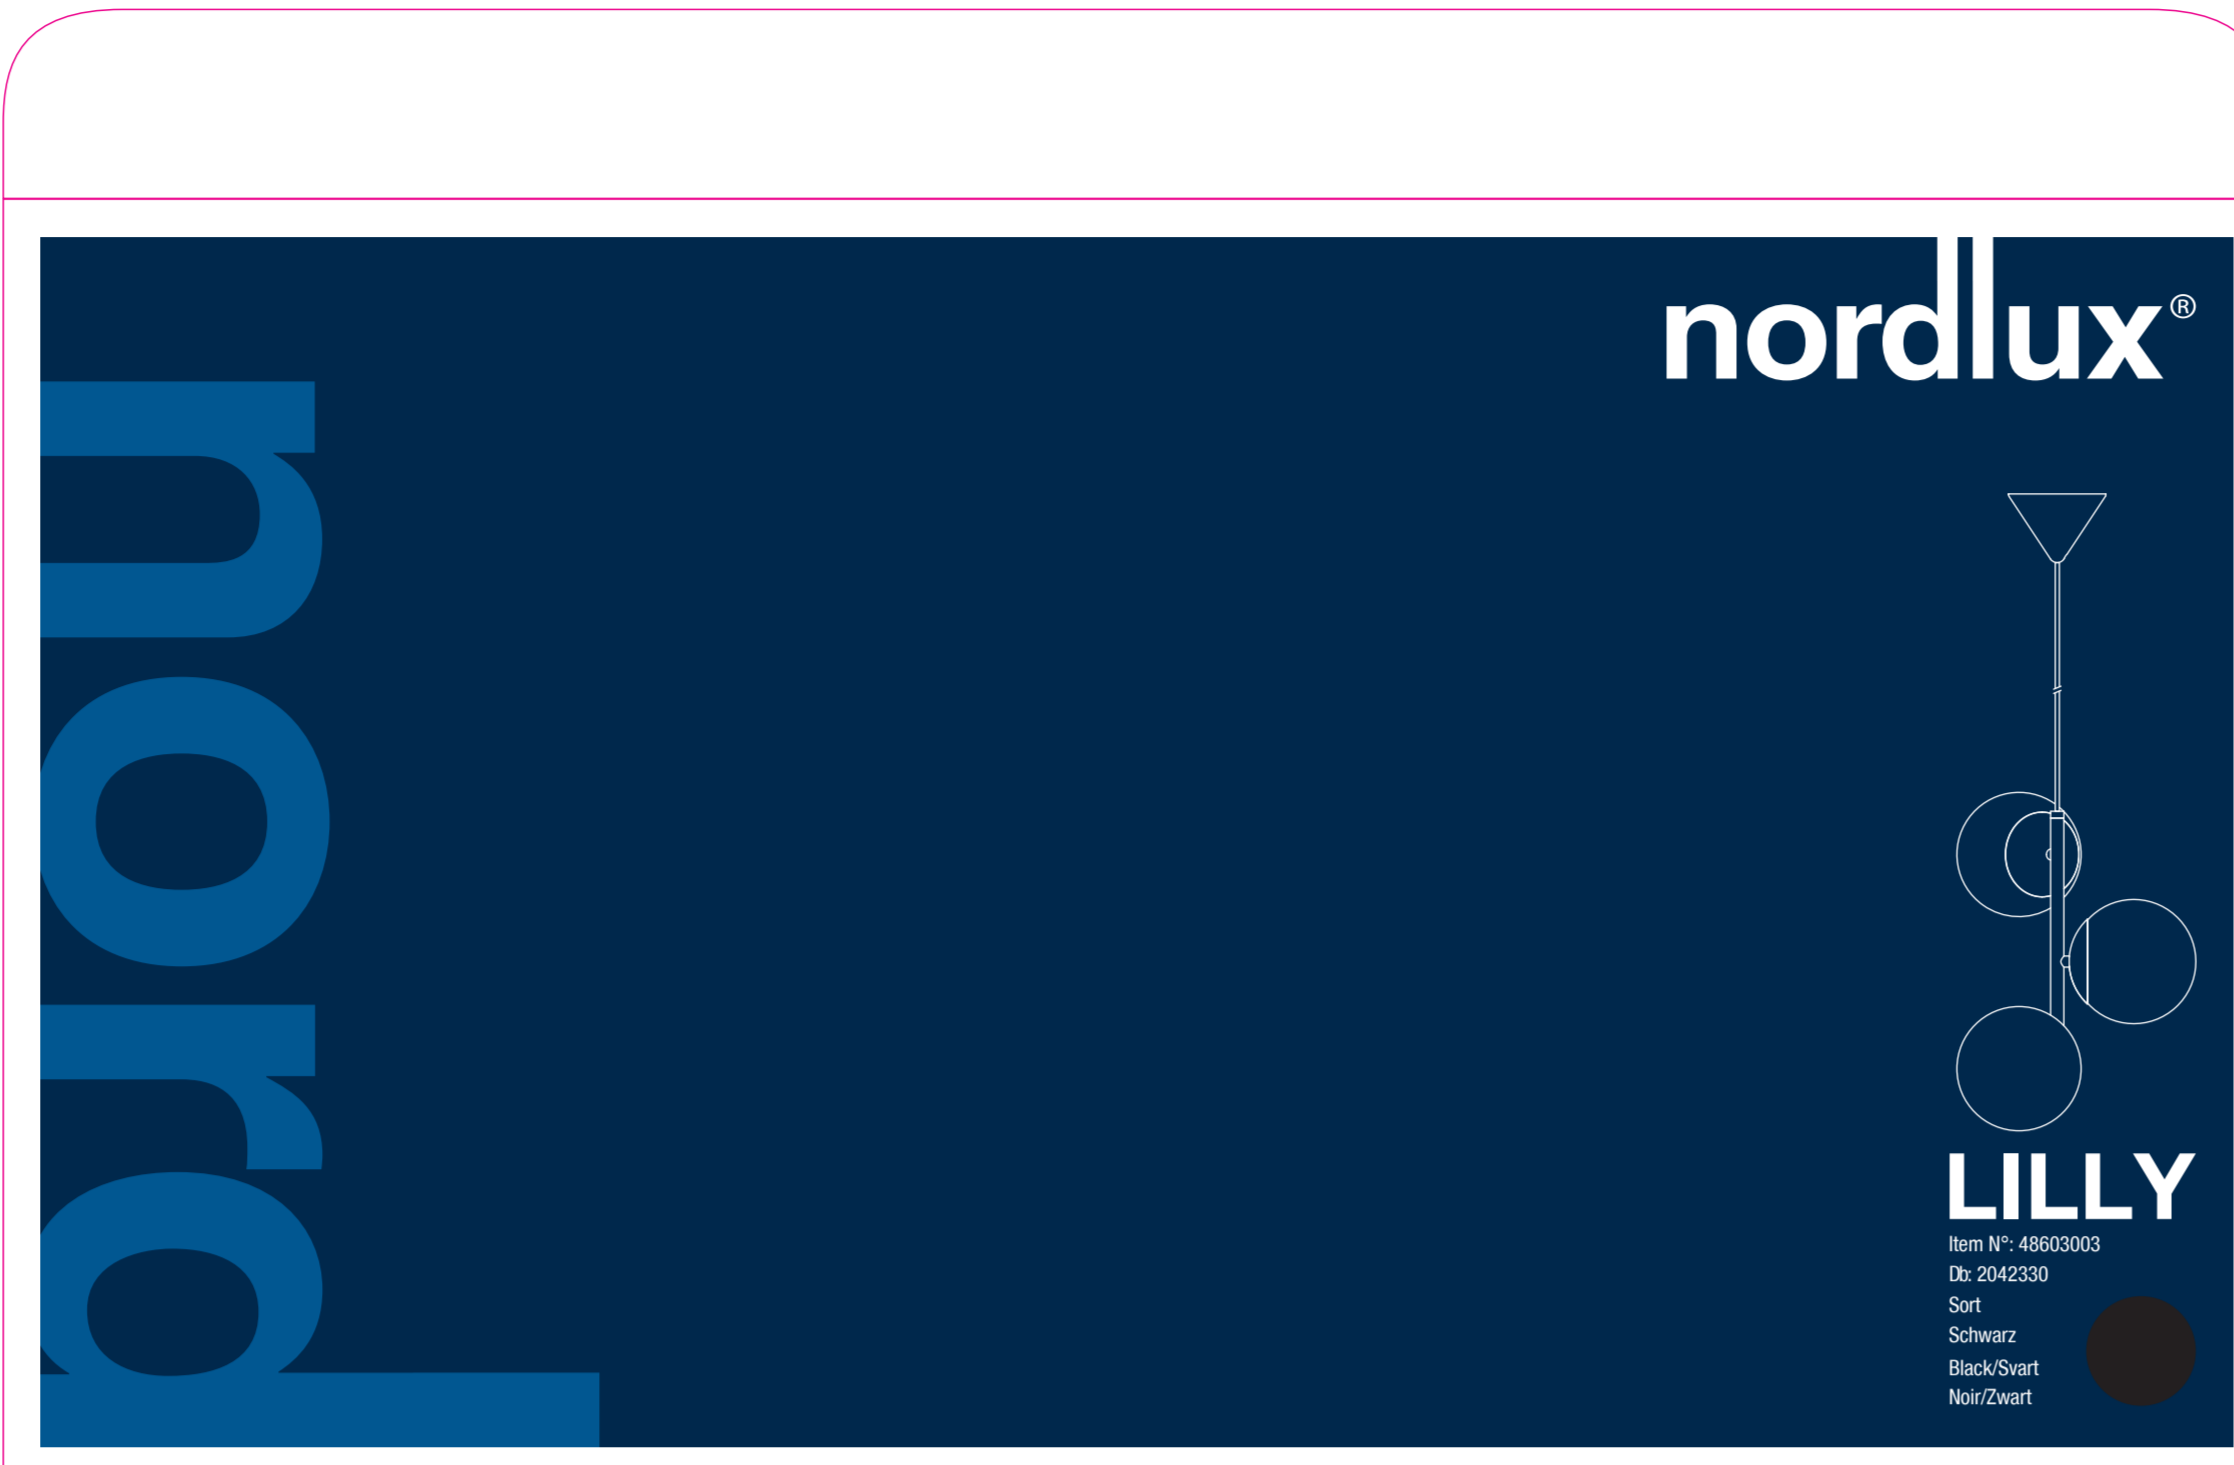 nordlux®
nord
LILLY
Item N°: 48603003
Db: 2042330
Sort
Schwarz
Black/Svart
Noir/Zwart